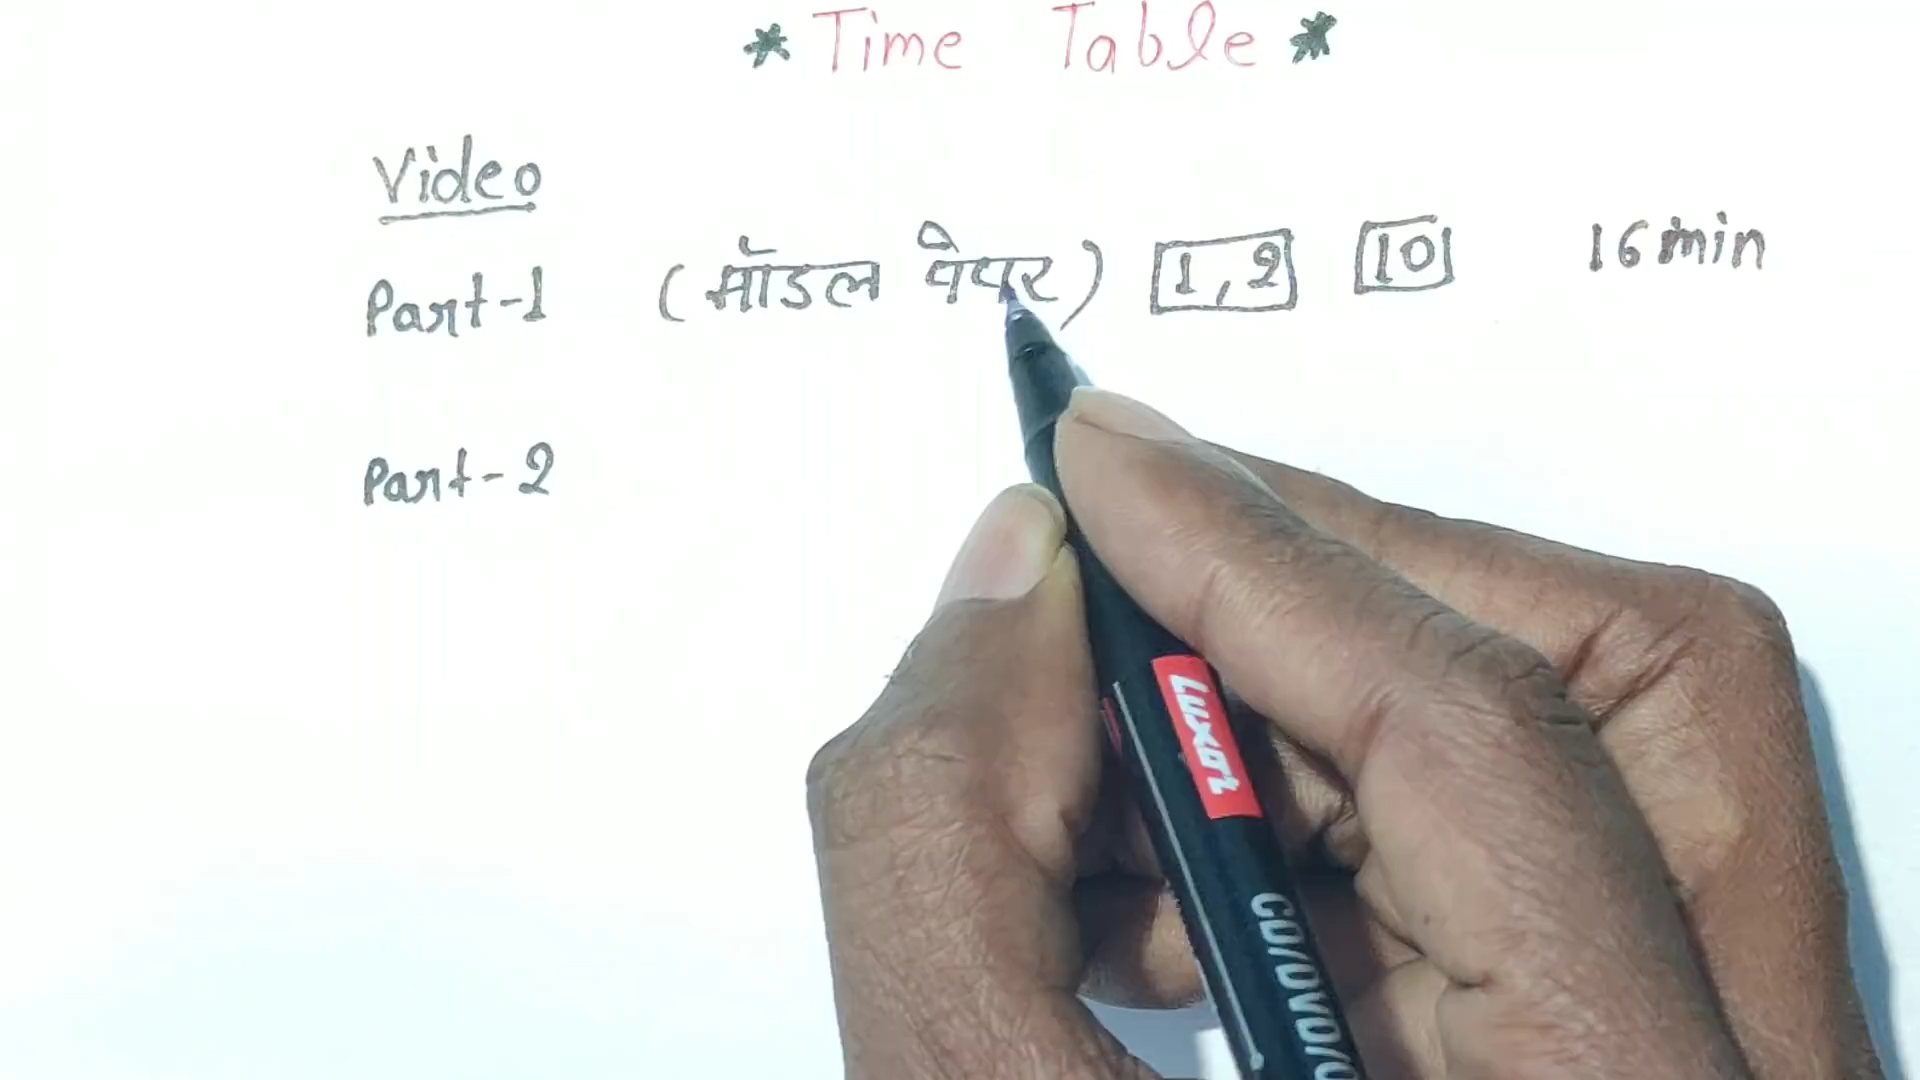 * Time Table *
Video
Part-1 (मॉडल पेपर) 1,2 10 16 min
Part-2
Luxor
CD/DVD/